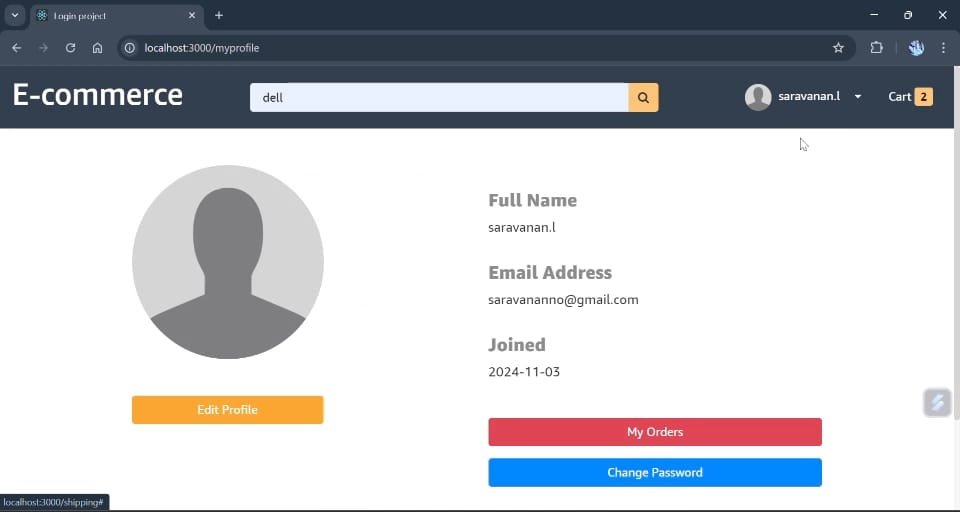 Login project
localhost:3000/myprofile
E-commerce
dell
saravanan.l
Cart 2
Full Name
saravanan.l
Email Address
saravananno@gmail.com
Joined
2024-11-03
Edit Profile
My Orders
Change Password
localhost:3000/shipping#